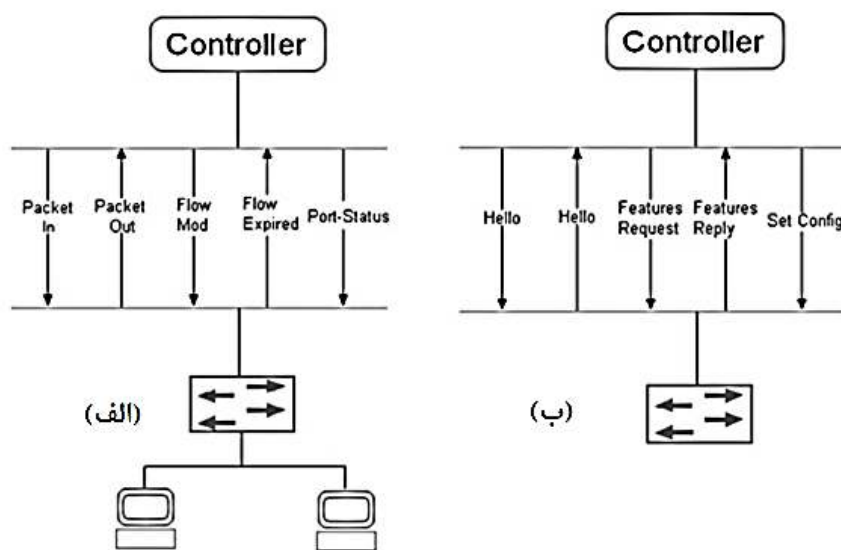 Controller
Packet
In
Packet
Out
Flow
Mod
Flow
Expired
Port-Status
(الف)
Controller
Hello
Hello
Features
Request
Features
Reply
Set Config
(ب)